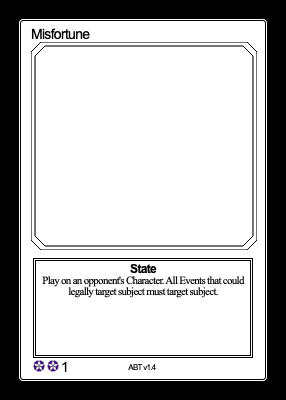 Misfortune
State
Play on an opponent's Character. All Events that could
legally target subject must target subject.
1
ABT v1.4